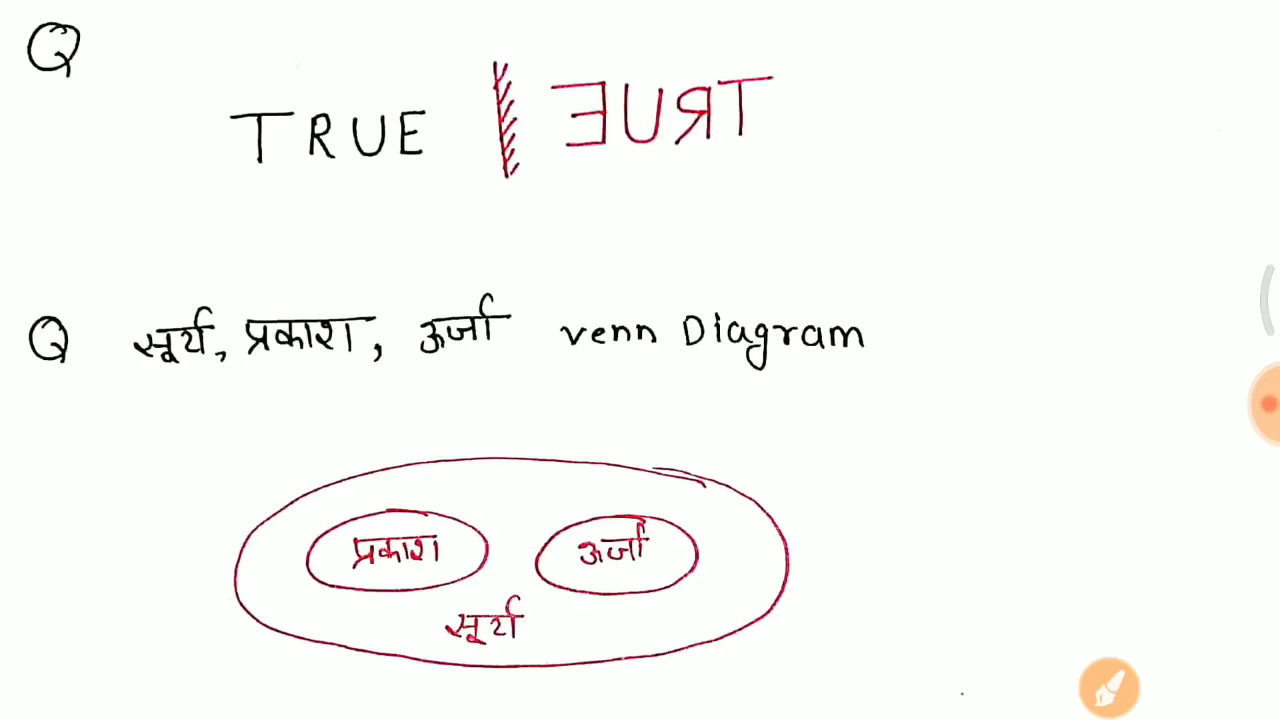 Q
TRUE ƎUЯT
Q सूर्य, प्रकाश, ऊर्जा venn Diagram
प्रकाश ऊर्जा
सूर्य